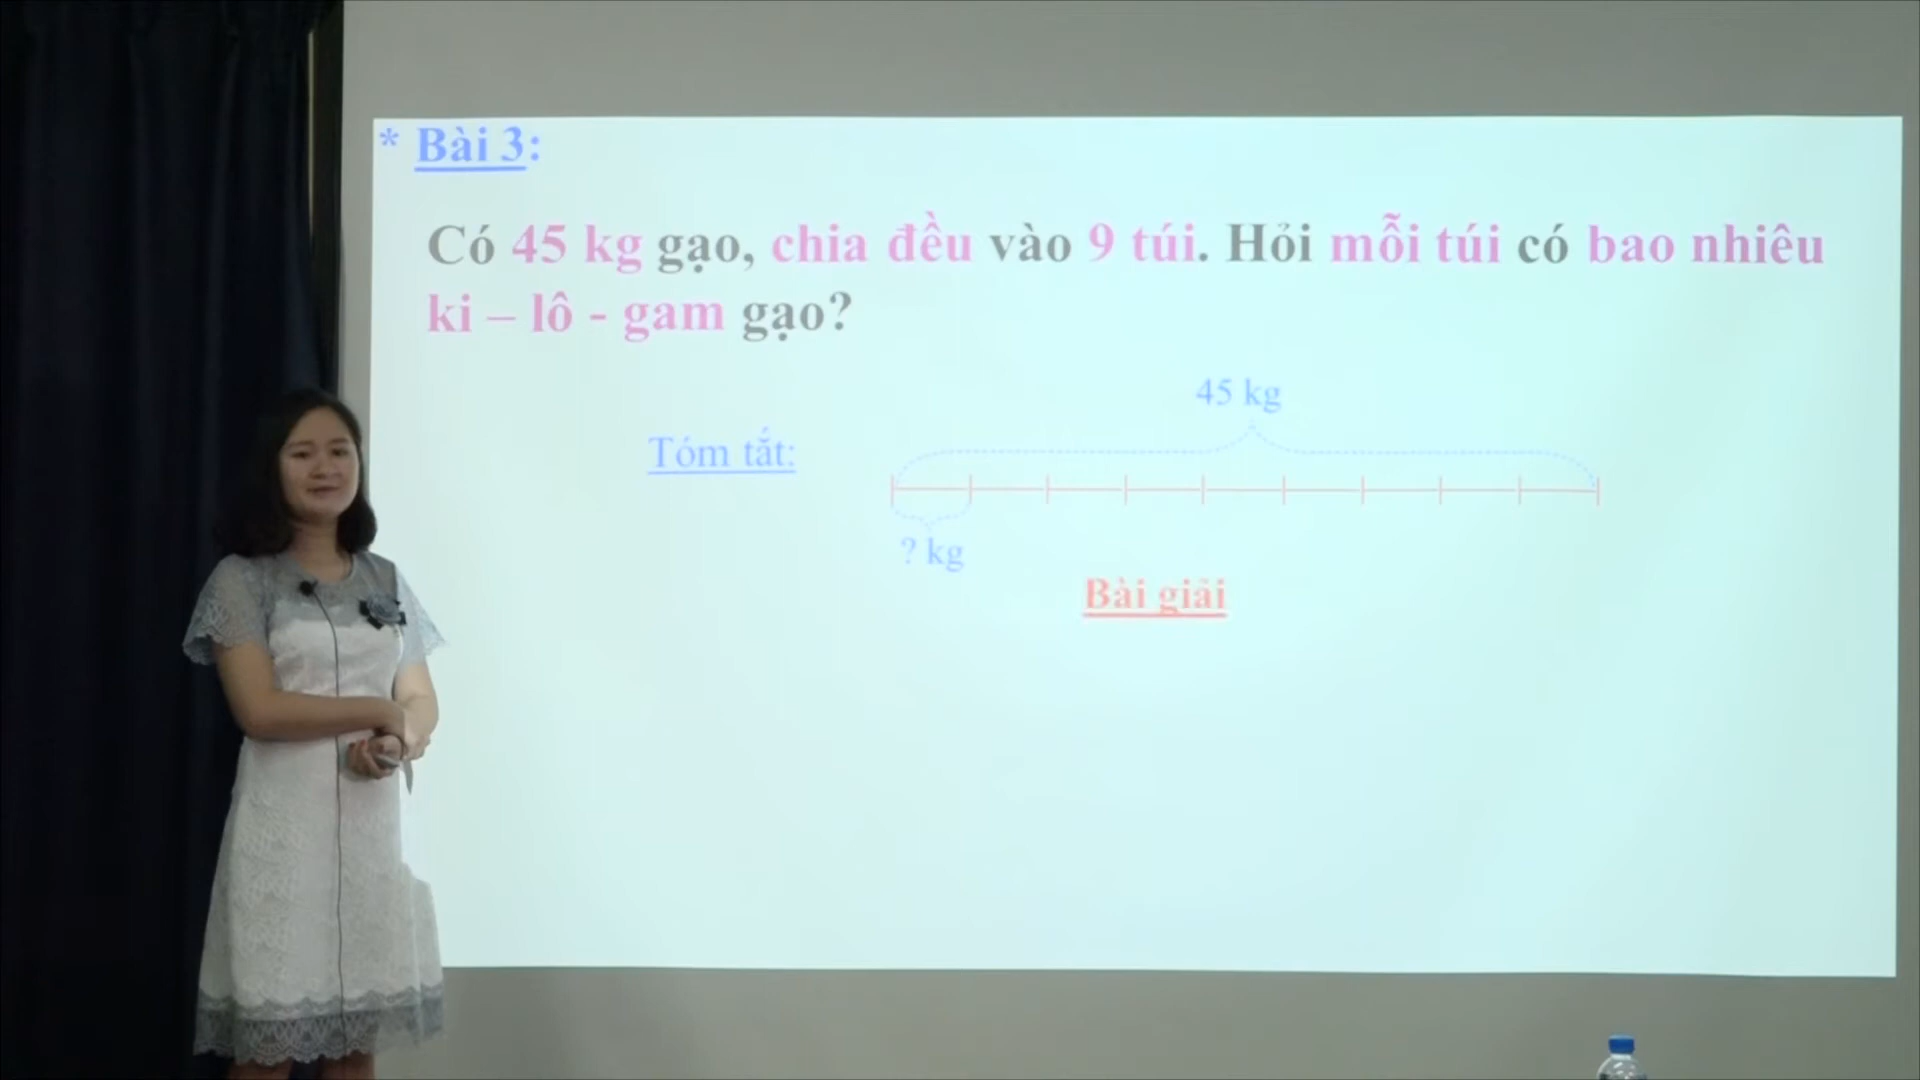 * Bài 3:
Có 45 kg gạo, chia đều vào 9 túi. Hỏi mỗi túi có bao nhiêu
ki – lô - gam gạo?
45 kg
Tóm tắt:
? kg
Bài giải